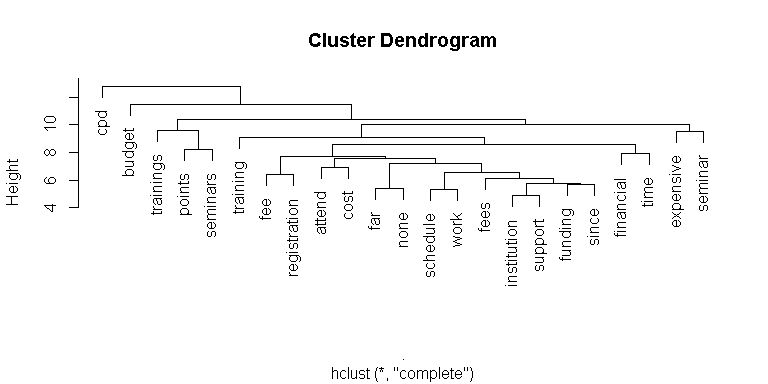 Cluster Dendrogram
Height
10
8
6
4
cpd
budget
trainings
points
seminars
training
fee
registration
attend
cost
far
none
schedule
work
fees
institution
support
funding
since
financial
time
expensive
seminar
hclust (*, "complete")